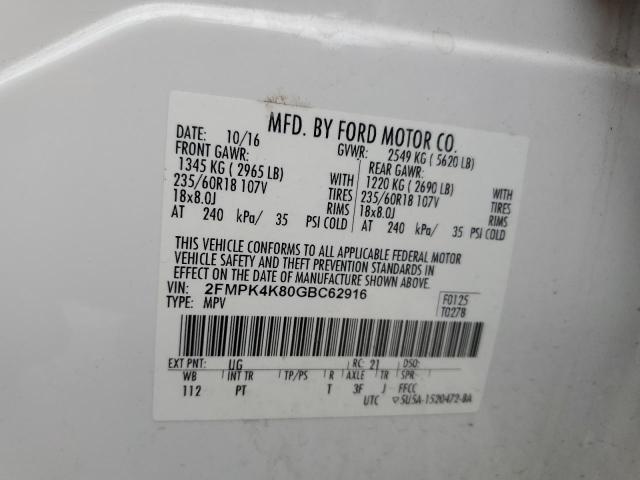 MFD. BY FORD MOTOR CO.
DATE: 10/16 GVWR: 2549 KG ( 5620 LB)
FRONT GAWR: REAR GAWR:
1345 KG ( 2965 LB) WITH 1220 KG ( 2690 LB) WITH
235/60R18 107V TIRES 235/60R18 107V TIRES
18x8.0J RIMS 18x8.0J RIMS
AT 240 kPa/ 35 PSI COLD AT 240 kPa/ 35 PSI COLD
THIS VEHICLE CONFORMS TO ALL APPLICABLE FEDERAL MOTOR
VEHICLE SAFETY AND THEFT PREVENTION STANDARDS IN
EFFECT ON THE DATE OF MANUFACTURE SHOWN ABOVE.
VIN: 2FMPK4K80GBC62916 F0125
TYPE: MPV T0278
EXT PNT: UG RC: 21 DSO:
WB INT TR TP/PS R AXLE TR SPR
112 PT T 3F J FFCC
UTC ▽SU5A-1520472-BA